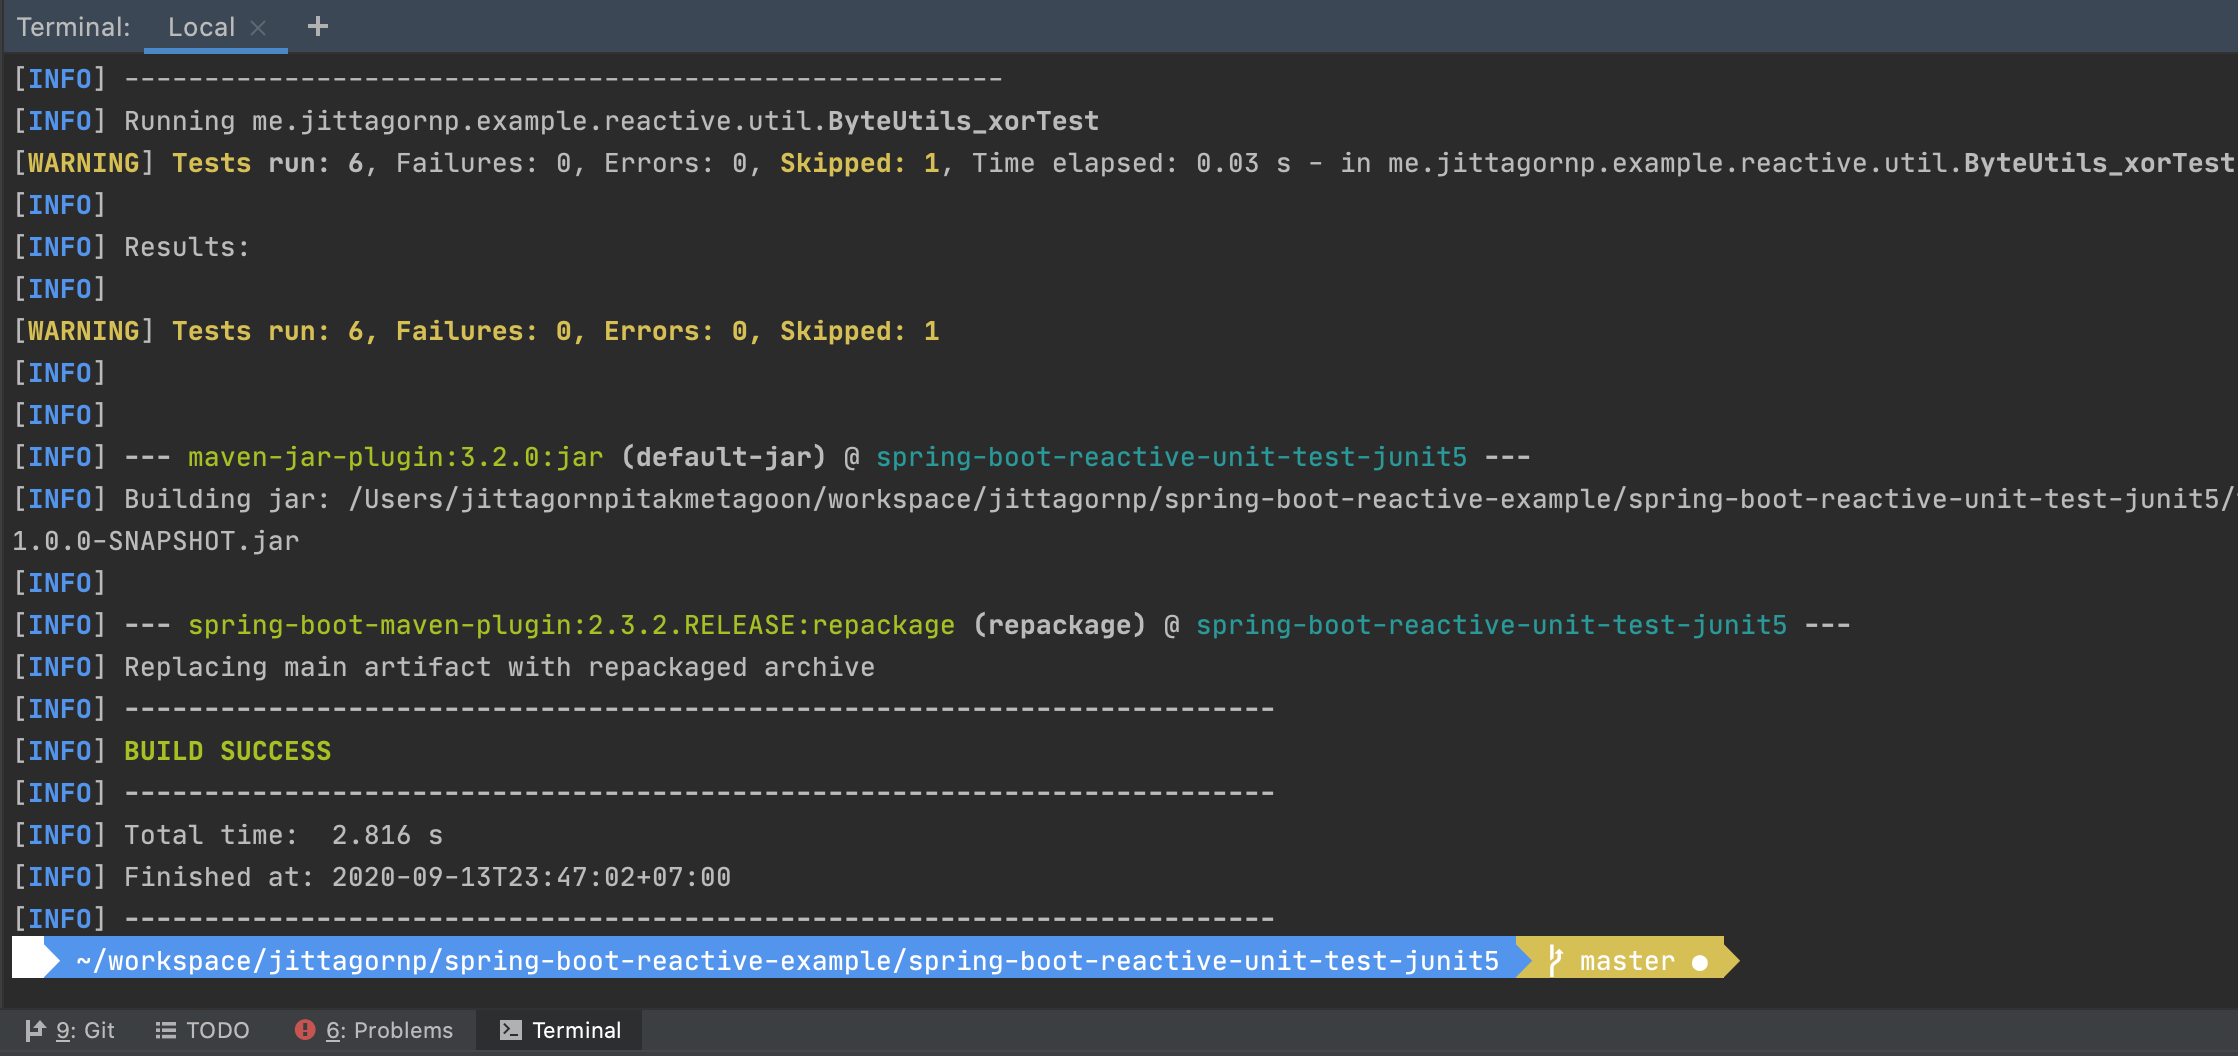 Terminal: Local × +
[INFO] -------------------------------------------------------
[INFO] Running me.jittagornp.example.reactive.util.ByteUtils_xorTest
[WARNING] Tests run: 6, Failures: 0, Errors: 0, Skipped: 1, Time elapsed: 0.03 s - in me.jittagornp.example.reactive.util.ByteUtils_xorTest
[INFO]
[INFO] Results:
[INFO]
[WARNING] Tests run: 6, Failures: 0, Errors: 0, Skipped: 1
[INFO]
[INFO]
[INFO] --- maven-jar-plugin:3.2.0:jar (default-jar) @ spring-boot-reactive-unit-test-junit5 ---
[INFO] Building jar: /Users/jittagornpitakmetagoon/workspace/jittagornp/spring-boot-reactive-example/spring-boot-reactive-unit-test-junit5/
1.0.0-SNAPSHOT.jar
[INFO]
[INFO] --- spring-boot-maven-plugin:2.3.2.RELEASE:repackage (repackage) @ spring-boot-reactive-unit-test-junit5 ---
[INFO] Replacing main artifact with repackaged archive
[INFO] ------------------------------------------------------------------------
[INFO] BUILD SUCCESS
[INFO] ------------------------------------------------------------------------
[INFO] Total time:  2.816 s
[INFO] Finished at: 2020-09-13T23:47:02+07:00
[INFO] ------------------------------------------------------------------------
~/workspace/jittagornp/spring-boot-reactive-example/spring-boot-reactive-unit-test-junit5 master ●
9: Git TODO 6: Problems Terminal